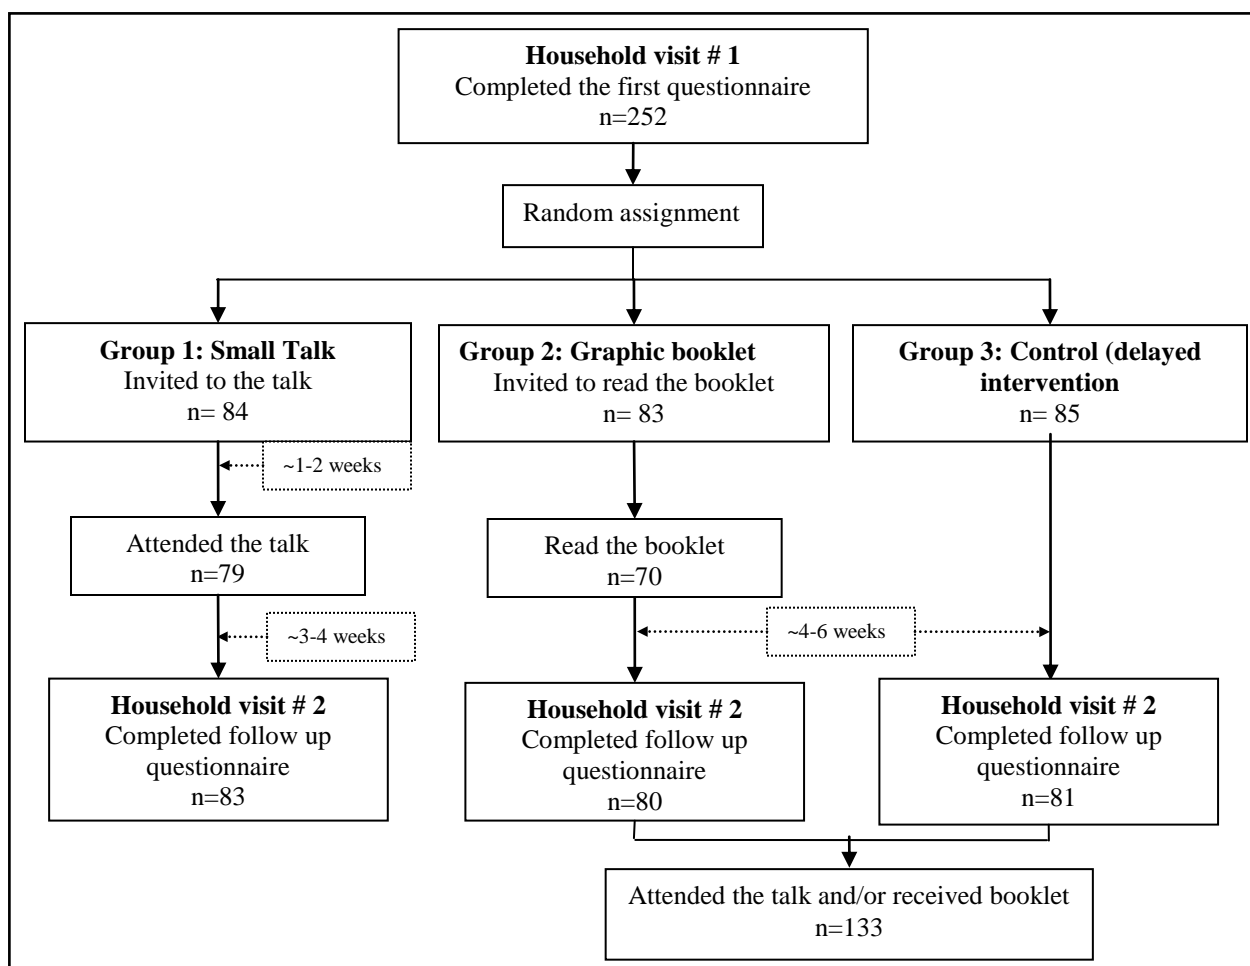 Household visit # 1
Completed the first questionnaire
n=252
Random assignment
Group 1: Small Talk
Invited to the talk
n= 84
Group 2: Graphic booklet
Invited to read the booklet
n= 83
Group 3: Control (delayed
intervention
n= 85
~1-2 weeks
Attended the talk
n=79
Read the booklet
n=70
~3-4 weeks
~4-6 weeks
Household visit # 2
Completed follow up
questionnaire
n=83
Household visit # 2
Completed follow up
questionnaire
n=80
Household visit # 2
Completed follow up
questionnaire
n=81
Attended the talk and/or received booklet
n=133